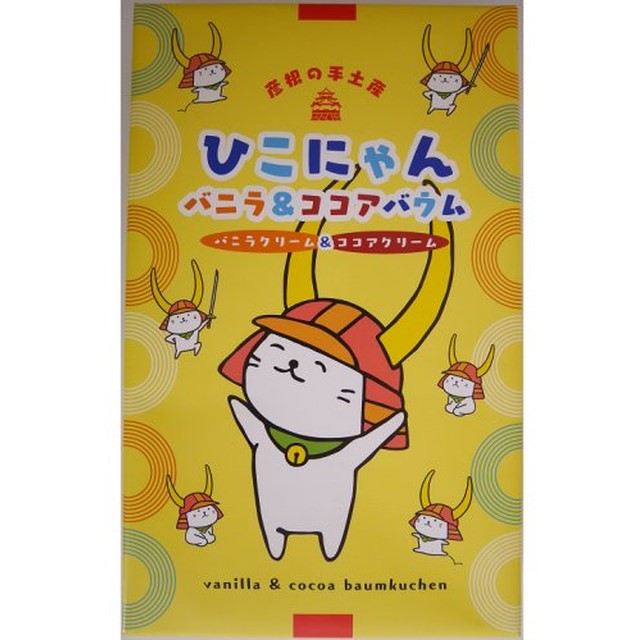 彦根の手土産
ひこにゃん
バニラ&ココアバウム
バニラクリーム&ココアクリーム
vanilla & cocoa baumkuchen